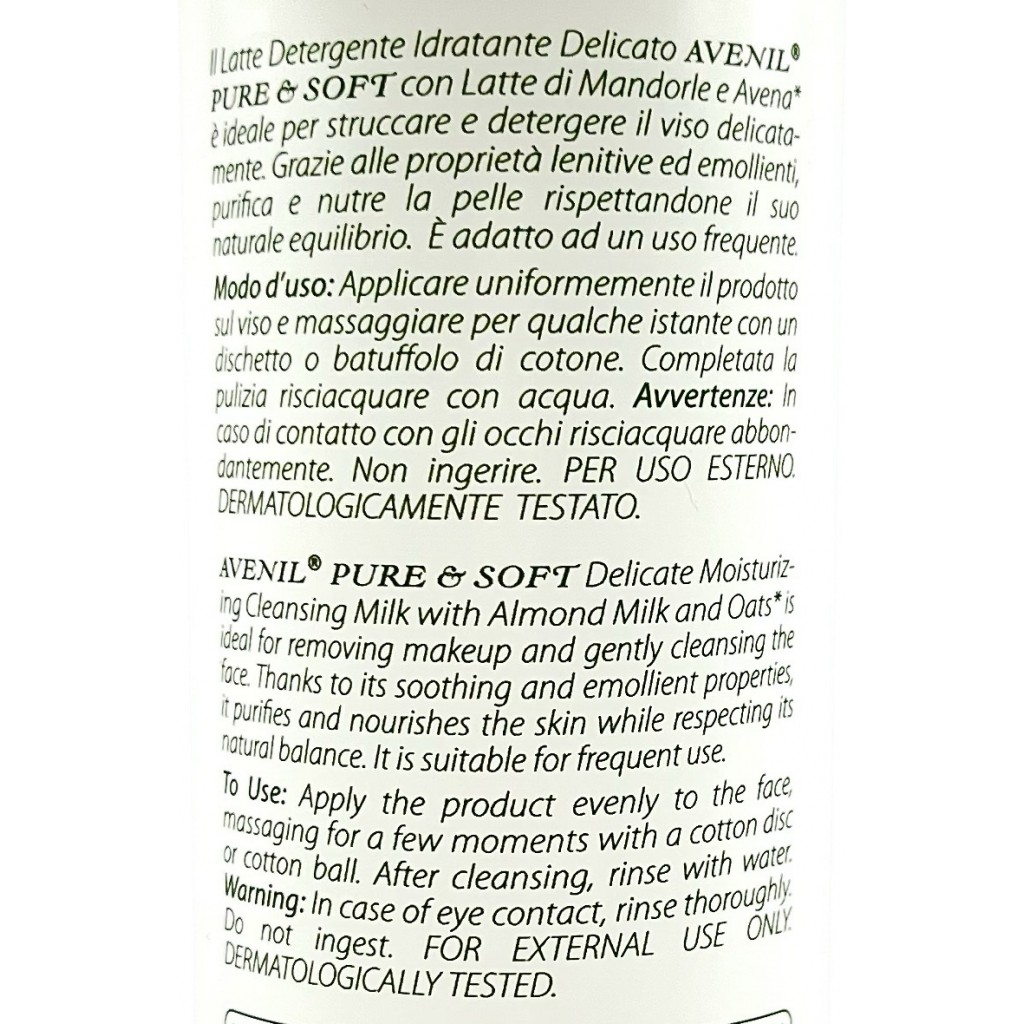 Il Latte Detergente Idratante Delicato AVENIL®
PURE & SOFT con Latte di Mandorle e Avena*
è ideale per struccare e detergere il viso delicata-
mente. Grazie alle proprietà lenitive ed emollienti,
purifica e nutre la pelle rispettandone il suo
naturale equilibrio. È adatto ad un uso frequente.
Modo d'uso: Applicare uniformemente il prodotto
sul viso e massaggiare per qualche istante con un
dischetto o batuffolo di cotone. Completata la
pulizia risciacquare con acqua. Avvertenze: In
caso di contatto con gli occhi risciacquare abbon-
dantemente. Non ingerire. PER USO ESTERNO.
DERMATOLOGICAMENTE TESTATO.
AVENIL® PURE & SOFT Delicate Moisturiz-
ing Cleansing Milk with Almond Milk and Oats* is
ideal for removing makeup and gently cleansing the
face. Thanks to its soothing and emollient properties,
it purifies and nourishes the skin while respecting its
natural balance. It is suitable for frequent use.
To Use: Apply the product evenly to the face,
massaging for a few moments with a cotton disc
or cotton ball. After cleansing, rinse with water.
Warning: In case of eye contact, rinse thoroughly.
Do not ingest. FOR EXTERNAL USE ONLY.
DERMATOLOGICALLY TESTED.